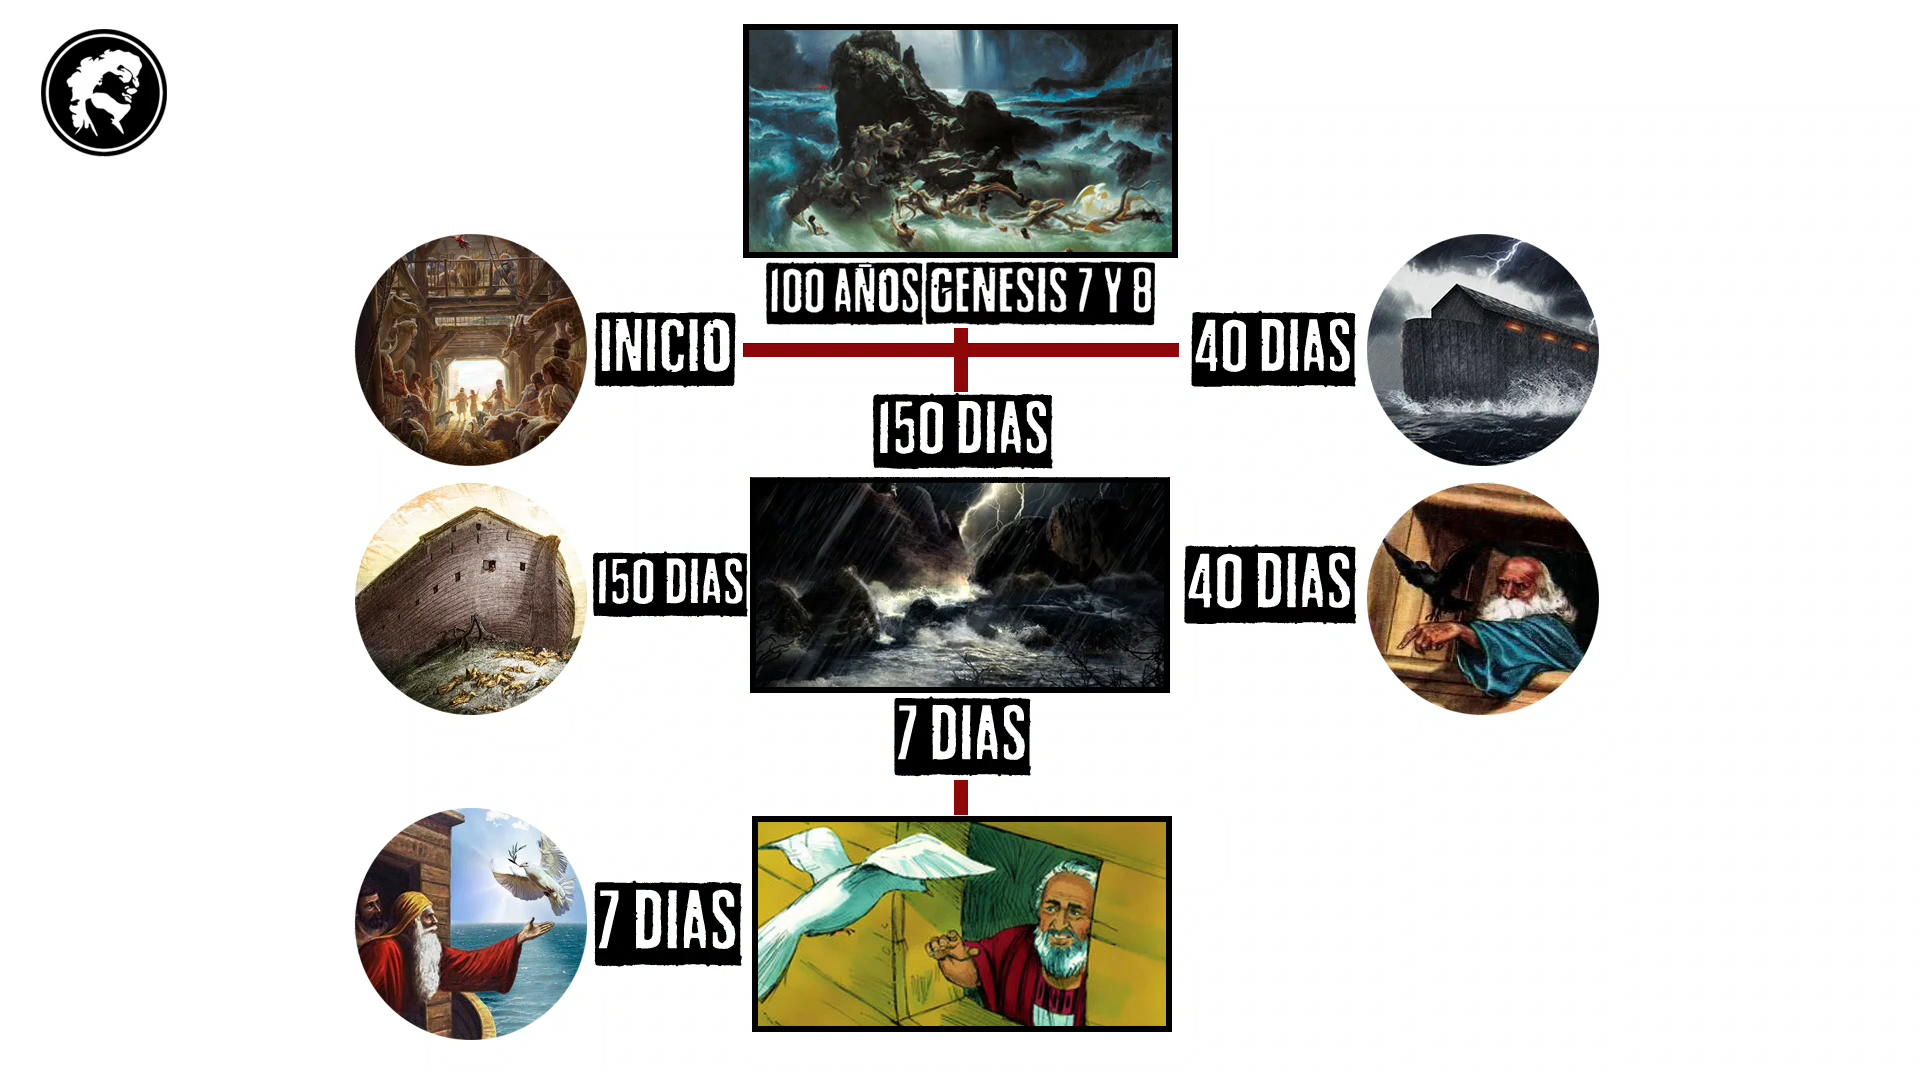 100 AÑOS GENESIS 7 Y 8
INICIO
40 DIAS
150 DIAS
150 DIAS
40 DIAS
7 DIAS
7 DIAS